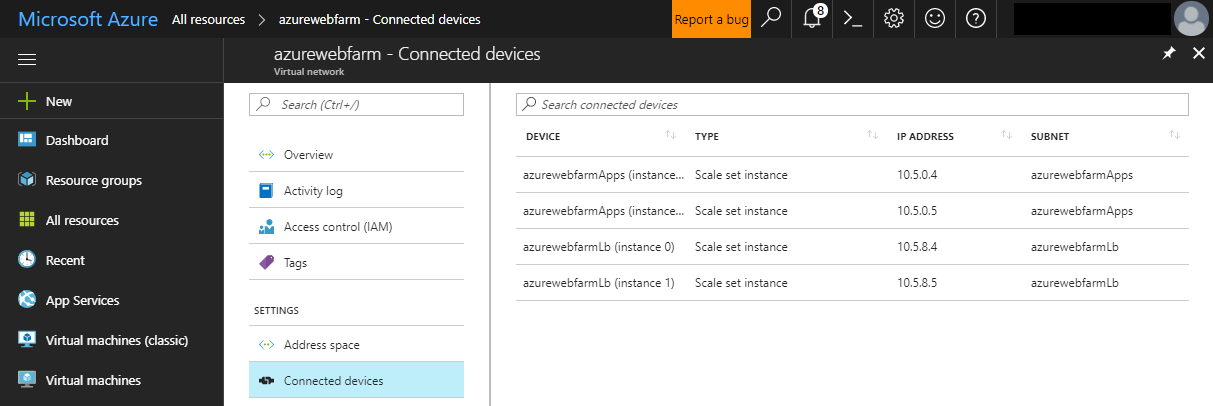 Microsoft Azure All resources > azurewebfarm - Connected devices Report a bug 8
azurewebfarm - Connected devices
Virtual network
New
Dashboard
Resource groups
All resources
Recent
App Services
Virtual machines (classic)
Virtual machines
Search (Ctrl+/)
Overview
Activity log
Access control (IAM)
Tags
SETTINGS
Address space
Connected devices
Search connected devices
DEVICE TYPE IP ADDRESS SUBNET
azurewebfarmApps (instance... Scale set instance 10.5.0.4 azurewebfarmApps
azurewebfarmApps (instance... Scale set instance 10.5.0.5 azurewebfarmApps
azurewebfarmLb (instance 0) Scale set instance 10.5.8.4 azurewebfarmLb
azurewebfarmLb (instance 1) Scale set instance 10.5.8.5 azurewebfarmLb